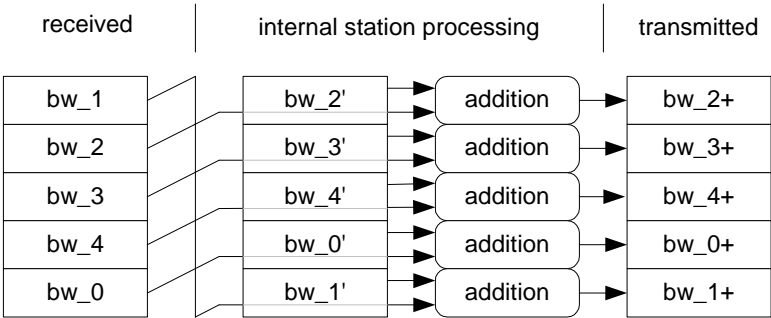 received internal station processing transmitted
bw_1 bw_2' addition bw_2+
bw_2 bw_3' addition bw_3+
bw_3 bw_4' addition bw_4+
bw_4 bw_0' addition bw_0+
bw_0 bw_1' addition bw_1+